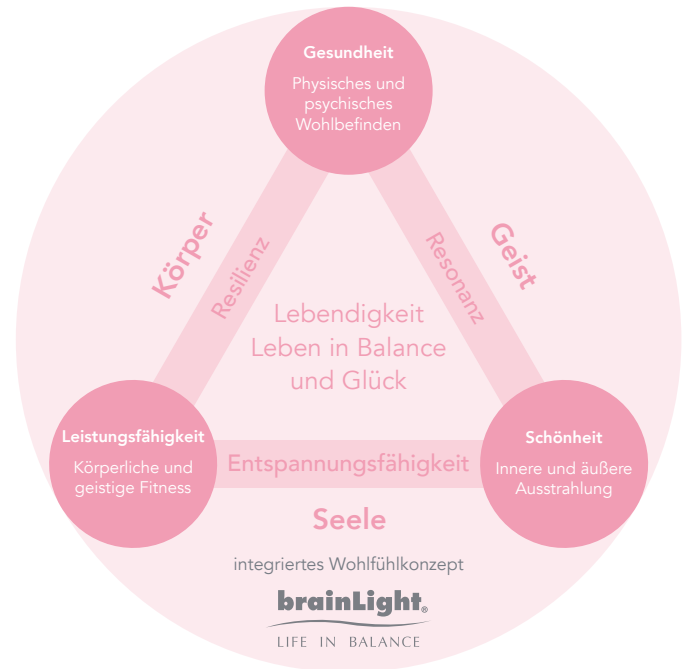 Gesundheit
Physisches und
psychisches
Wohlbefinden
Körper
Resilienz
Resonanz
Geist
Lebendigkeit
Leben in Balance
und Glück
Leistungsfähigkeit
Körperliche und
geistige Fitness
Entspannungsfähigkeit
Schönheit
Innere und äußere
Ausstrahlung
Seele
integriertes Wohlfühlkonzept
brainLight®
LIFE IN BALANCE